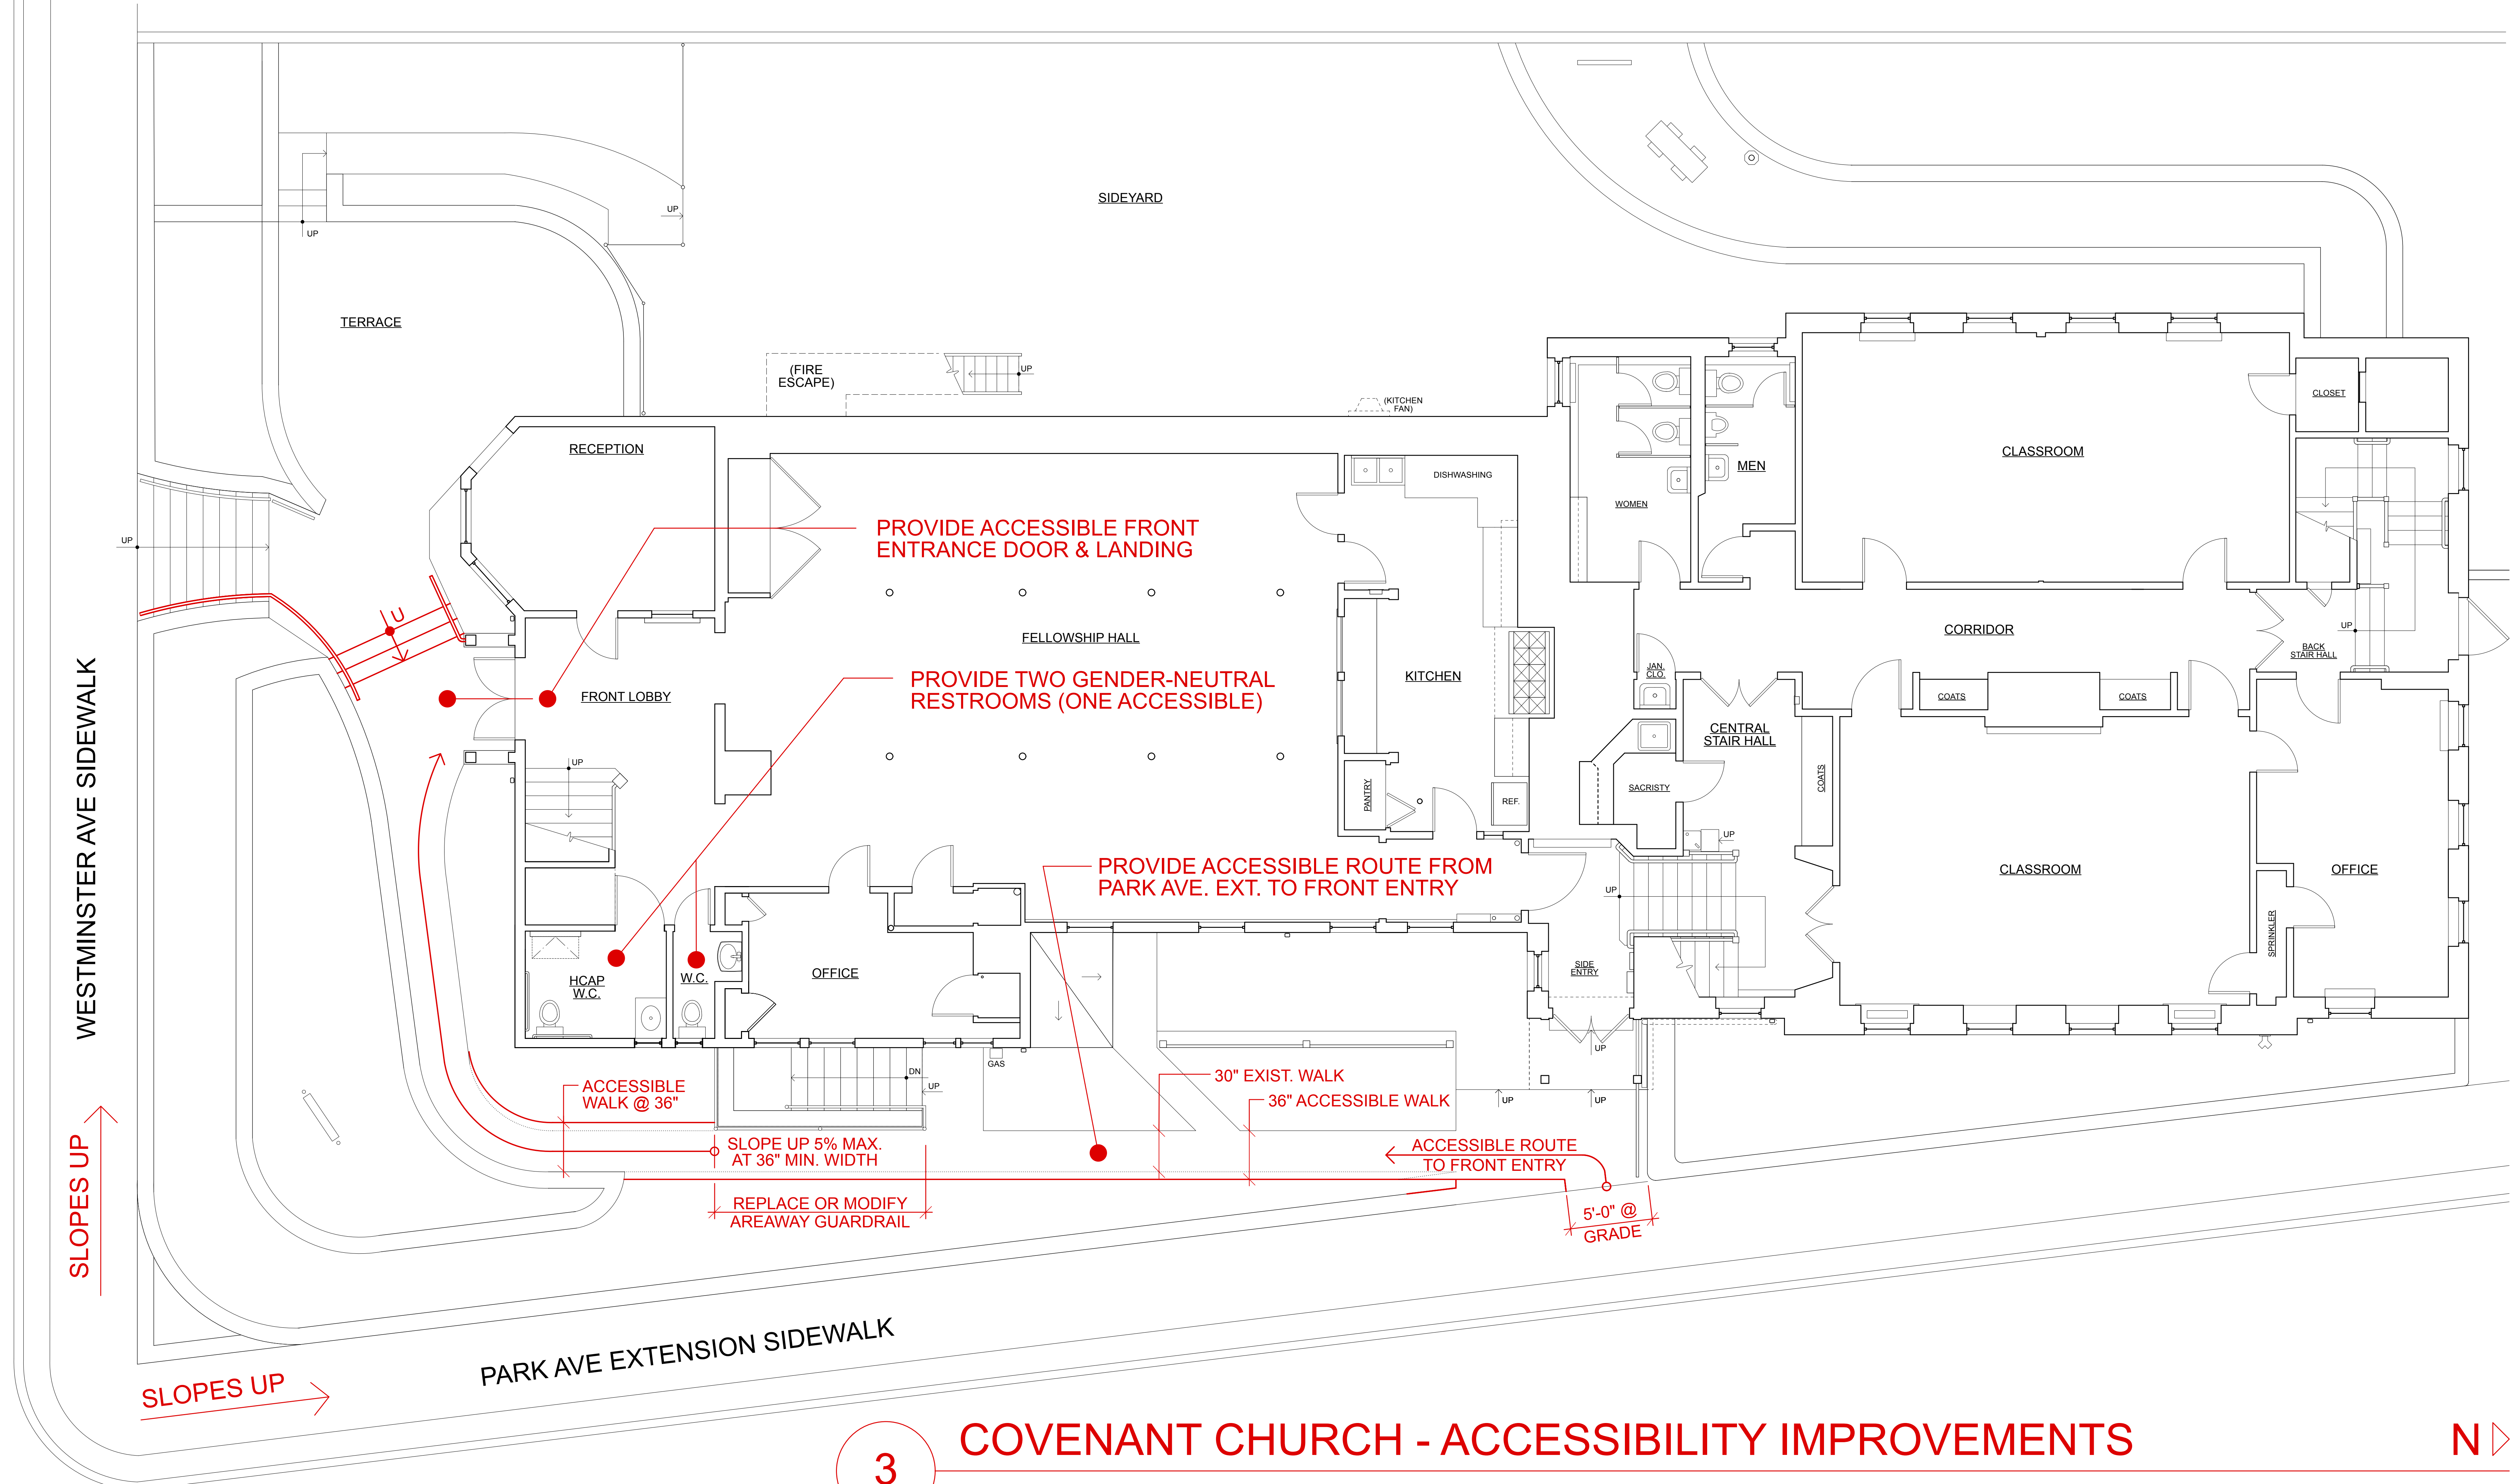 SIDEYARD
UP
UP
TERRACE
(FIRE
ESCAPE)
UP
(KITCHEN
FAN)
CLOSET
RECEPTION
CLASSROOM
MEN
DISHWASHING
WOMEN
UP
PROVIDE ACCESSIBLE FRONT
ENTRANCE DOOR & LANDING
U
FELLOWSHIP HALL
CORRIDOR
UP
BACK
STAIR HALL
PROVIDE TWO GENDER-NEUTRAL
RESTROOMS (ONE ACCESSIBLE)
KITCHEN
JAN.
CLO.
FRONT LOBBY
COATS
COATS
CENTRAL
STAIR HALL
UP
PANTRY
REF.
SACRISTY
COATS
UP
PROVIDE ACCESSIBLE ROUTE FROM
PARK AVE. EXT. TO FRONT ENTRY
UP
CLASSROOM
OFFICE
SPRINKLER
WESTMINSTER AVE SIDEWALK
HCAP
W.C.
W.C.
OFFICE
SIDE
ENTRY
UP
GAS
DN
UP
ACCESSIBLE
WALK @ 36"
30" EXIST. WALK
36" ACCESSIBLE WALK
UP
UP
SLOPE UP 5% MAX.
AT 36" MIN. WIDTH
ACCESSIBLE ROUTE
TO FRONT ENTRY
REPLACE OR MODIFY
AREAWAY GUARDRAIL
5'-0" @
GRADE
SLOPES UP
PARK AVE EXTENSION SIDEWALK
SLOPES UP
3
COVENANT CHURCH - ACCESSIBILITY IMPROVEMENTS
N